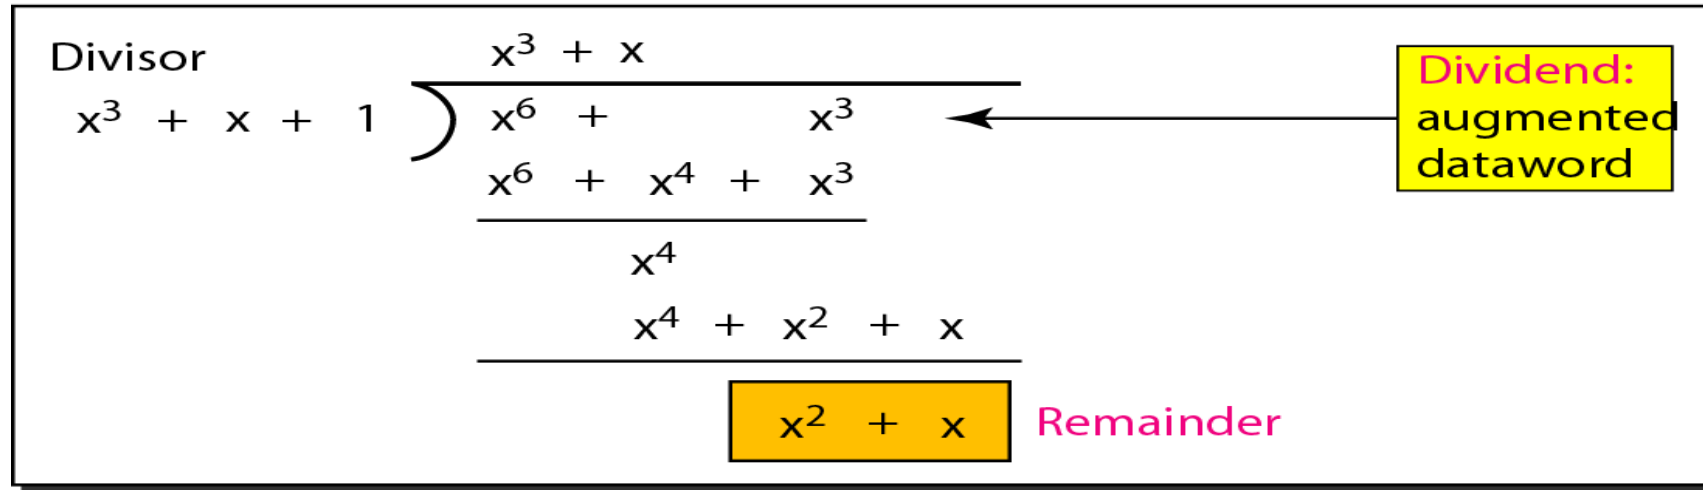 Divisor
x³ + x
x³ + x + 1
x⁶ + x³
Dividend:
augmented
dataword
x⁶ + x⁴ + x³
x⁴
x⁴ + x² + x
x² + x
Remainder